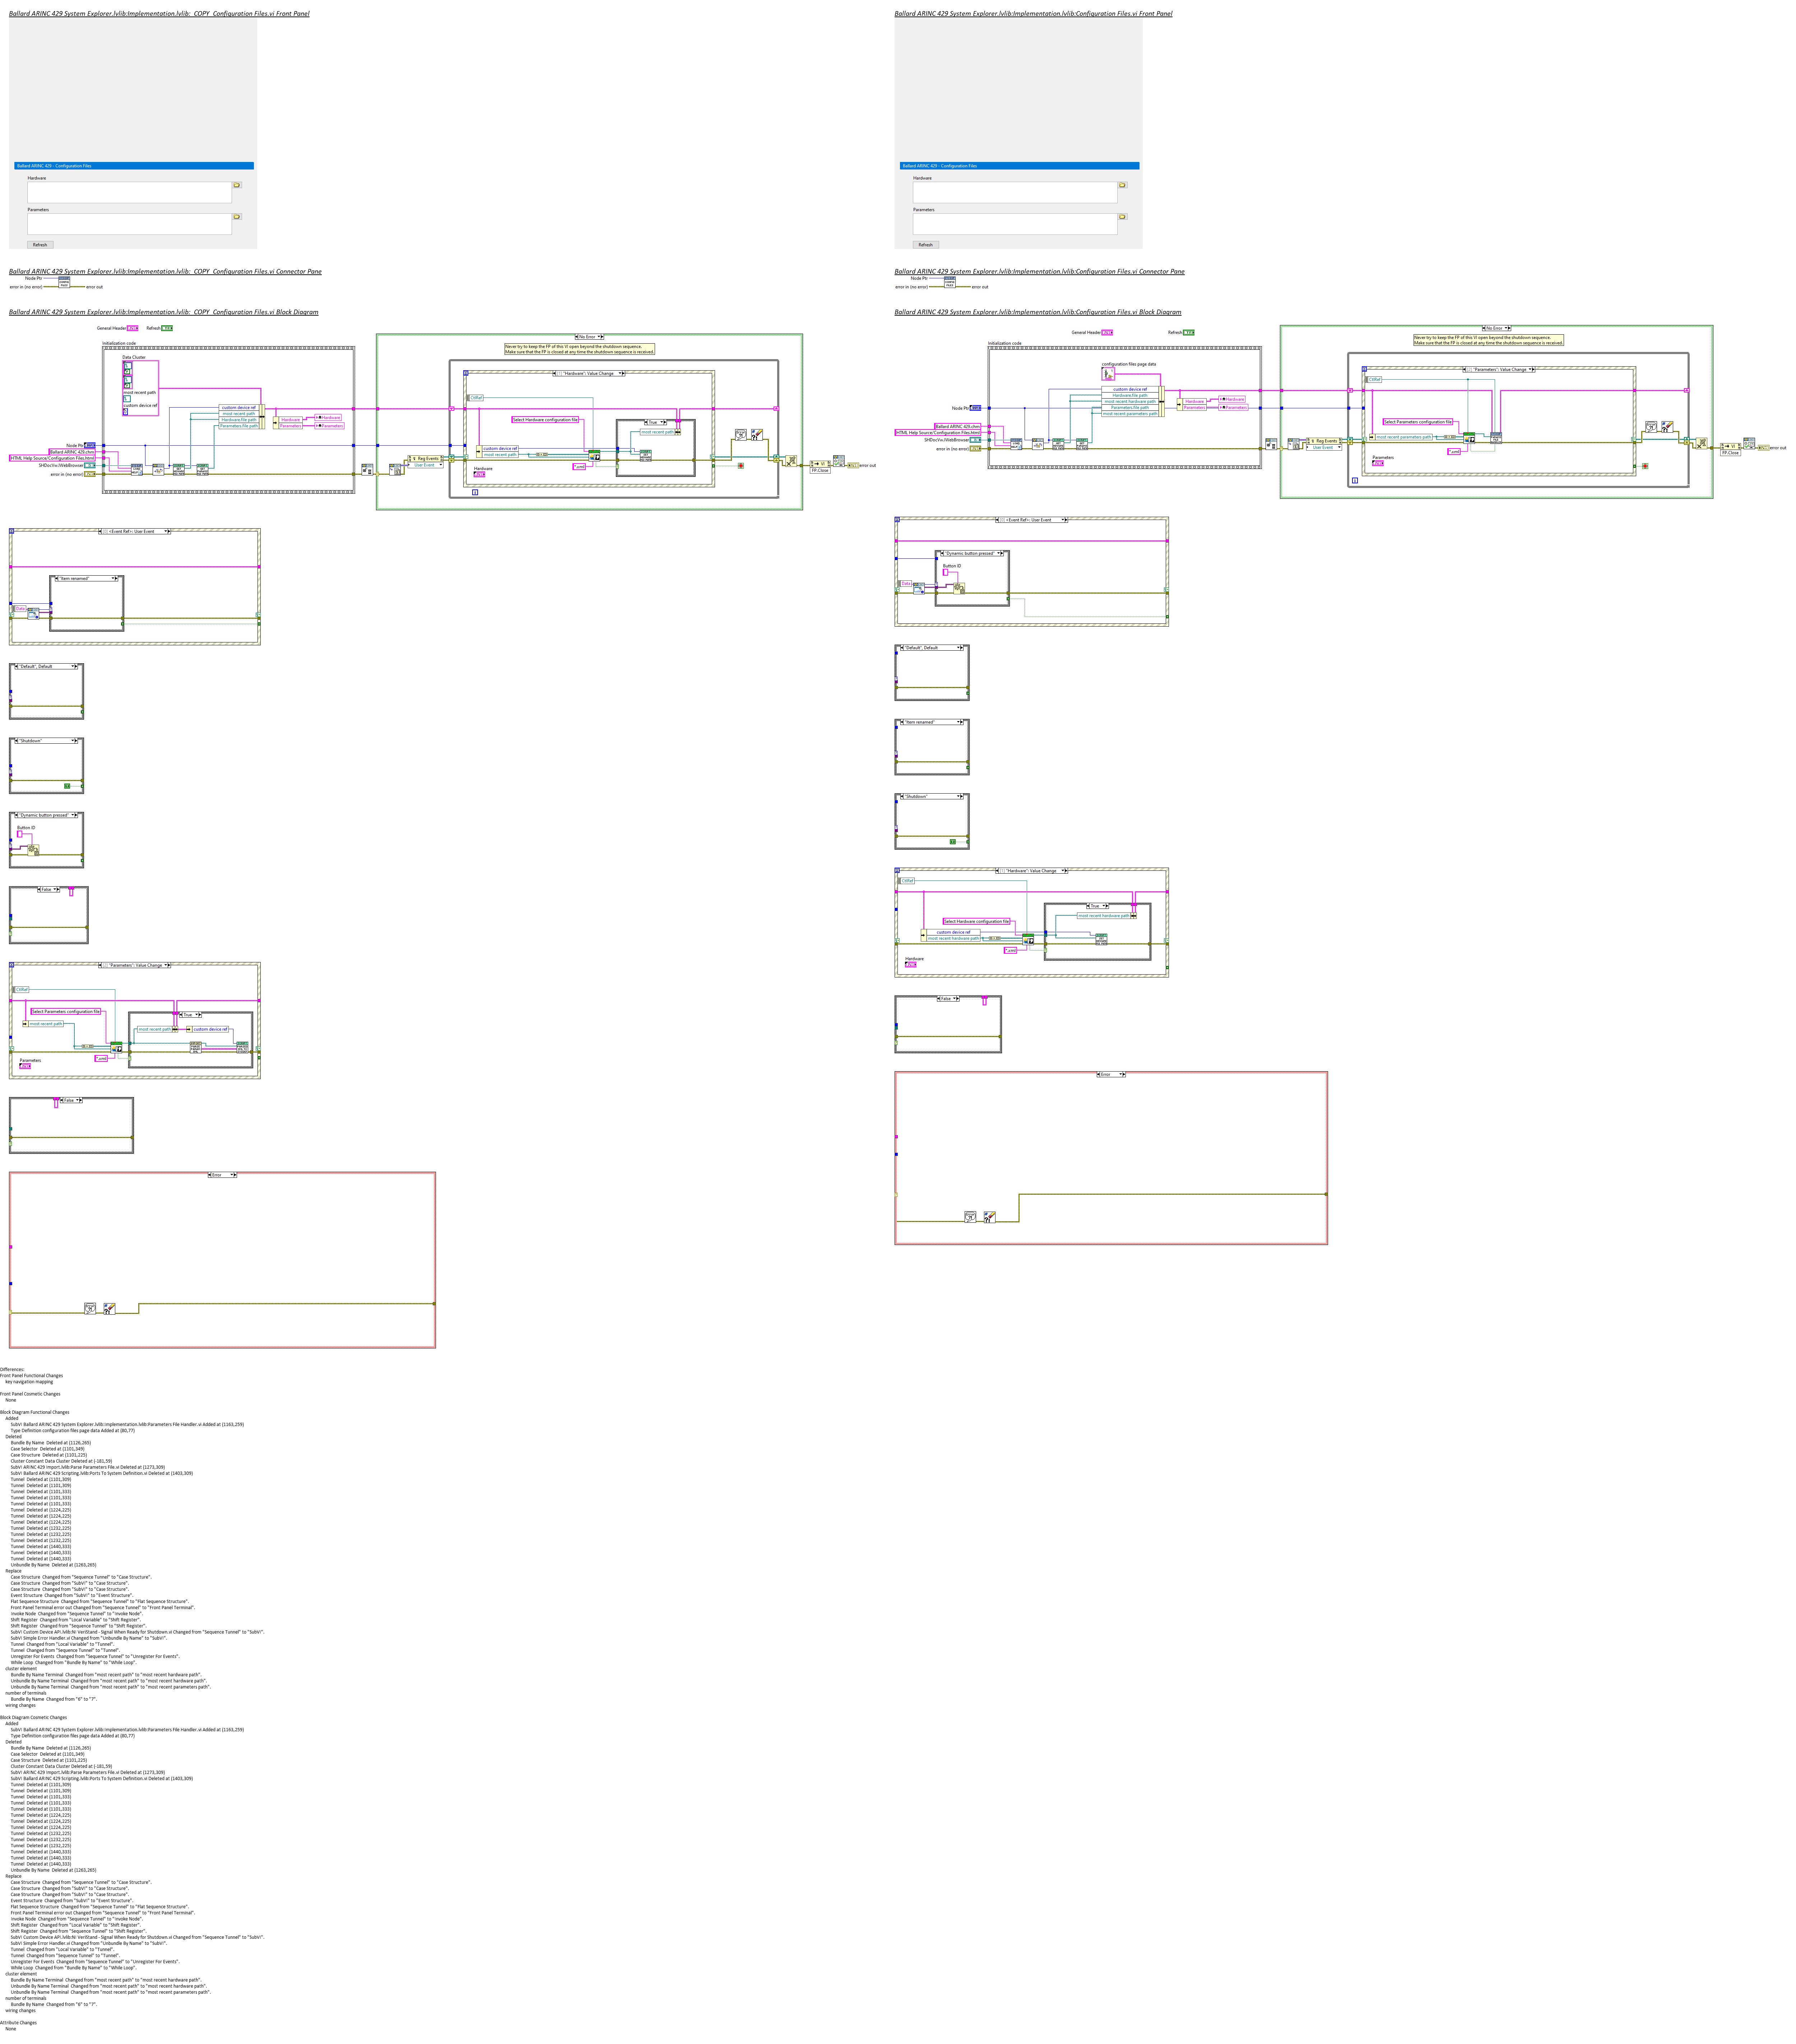 Ballard ARINC 429 System Explorer.lvlib:Implementation.lvlib:_COPY_Configuration Files.vi Front Panel
Ballard ARINC 429 - Configuration Files
Hardware
Parameters
Refresh
Ballard ARINC 429 System Explorer.lvlib:Implementation.lvlib:_COPY_Configuration Files.vi Connector Pane
Node Ptr
error in (no error)
error out
Ballard ARINC 429 System Explorer.lvlib:Implementation.lvlib:_COPY_Configuration Files.vi Block Diagram
General Header
Refresh
Initialization code
Data Cluster
most recent path
custom device ref
custom device ref
most recent path
Hardware.file path
Parameters.file path
Hardware
Parameters
Hardware
Parameters
Node Ptr
Ballard ARINC 429.chm
HTML Help Source/Configuration Files.html
SHDocVw.IWebBrowser
error in (no error)
No Error
Never try to keep the FP of this VI open beyond the shutdown sequence.
Make sure that the FP is closed at any time the shutdown sequence is received.
"Hardware": Value Change
CtlRef
Select Hardware configuration file
True
most recent path
custom device ref
most recent path
*.xml
Hardware
Reg Events
User Event
VI
FP.Close
error out
<Event Ref>: User Event
"Item renamed"
Data
"Default", Default
"Shutdown"
"Dynamic button pressed"
Button ID
False
"Parameters": Value Change
CtlRef
Select Parameters configuration file
True
most recent path
most recent path
custom device ref
*.xml
Parameters
False
Error
Ballard ARINC 429 System Explorer.lvlib:Implementation.lvlib:Configuration Files.vi Front Panel
Ballard ARINC 429 - Configuration Files
Hardware
Parameters
Refresh
Ballard ARINC 429 System Explorer.lvlib:Implementation.lvlib:Configuration Files.vi Connector Pane
Node Ptr
error in (no error)
error out
Ballard ARINC 429 System Explorer.lvlib:Implementation.lvlib:Configuration Files.vi Block Diagram
General Header
Refresh
Initialization code
configuration files page data
custom device ref
Hardware.file path
most recent hardware path
Parameters.file path
most recent parameters path
Hardware
Parameters
Hardware
Parameters
Node Ptr
Ballard ARINC 429.chm
HTML Help Source/Configuration Files.html
SHDocVw.IWebBrowser
error in (no error)
No Error
Never try to keep the FP of this VI open beyond the shutdown sequence.
Make sure that the FP is closed at any time the shutdown sequence is received.
"Parameters": Value Change
CtlRef
Select Parameters configuration file
most recent parameters path
*.xml
Parameters
Reg Events
User Event
VI
FP.Close
error out
<Event Ref>: User Event
"Dynamic button pressed"
Button ID
Data
"Default", Default
"Item renamed"
"Shutdown"
"Hardware": Value Change
CtlRef
True
most recent hardware path
Select Hardware configuration file
custom device ref
most recent hardware path
*.xml
Hardware
False
Error
Differences:
Front Panel Functional Changes
key navigation mapping
Front Panel Cosmetic Changes
None
Block Diagram Functional Changes
Added
SubVI Ballard ARINC 429 System Explorer.lvlib:Implementation.lvlib:Parameters File Handler.vi Added at (1163,259)
Type Definition configuration files page data Added at (80,77)
Deleted
Bundle By Name Deleted at (1126,265)
Case Selector Deleted at (1101,349)
Case Structure Deleted at (1101,225)
Cluster Constant Data Cluster Deleted at (-181,59)
SubVI ARINC 429 Import.lvlib:Parse Parameters File.vi Deleted at (1273,309)
SubVI Ballard ARINC 429 Scripting.lvlib:Ports To System Definition.vi Deleted at (1403,309)
Tunnel Deleted at (1101,309)
Tunnel Deleted at (1101,309)
Tunnel Deleted at (1101,333)
Tunnel Deleted at (1101,333)
Tunnel Deleted at (1101,333)
Tunnel Deleted at (1224,225)
Tunnel Deleted at (1224,225)
Tunnel Deleted at (1224,225)
Tunnel Deleted at (1232,225)
Tunnel Deleted at (1232,225)
Tunnel Deleted at (1232,225)
Tunnel Deleted at (1440,333)
Tunnel Deleted at (1440,333)
Tunnel Deleted at (1440,333)
Unbundle By Name Deleted at (1263,265)
Replace
Case Structure Changed from "Sequence Tunnel" to "Case Structure".
Case Structure Changed from "SubVI" to "Case Structure".
Case Structure Changed from "SubVI" to "Case Structure".
Event Structure Changed from "SubVI" to "Event Structure".
Flat Sequence Structure Changed from "Sequence Tunnel" to "Flat Sequence Structure".
Front Panel Terminal error out Changed from "Sequence Tunnel" to "Front Panel Terminal".
Invoke Node Changed from "Sequence Tunnel" to "Invoke Node".
Shift Register Changed from "Local Variable" to "Shift Register".
Shift Register Changed from "Sequence Tunnel" to "Shift Register".
SubVI Custom Device API.lvlib:NI VeriStand - Signal When Ready for Shutdown.vi Changed from "Sequence Tunnel" to "SubVI".
SubVI Simple Error Handler.vi Changed from "Unbundle By Name" to "SubVI".
Tunnel Changed from "Local Variable" to "Tunnel".
Tunnel Changed from "Sequence Tunnel" to "Tunnel".
Unregister For Events Changed from "Sequence Tunnel" to "Unregister For Events".
While Loop Changed from "Bundle By Name" to "While Loop".
cluster element
Bundle By Name Terminal Changed from "most recent path" to "most recent hardware path".
Unbundle By Name Terminal Changed from "most recent path" to "most recent hardware path".
Unbundle By Name Terminal Changed from "most recent path" to "most recent parameters path".
number of terminals
Bundle By Name Changed from "6" to "7".
wiring changes
Block Diagram Cosmetic Changes
Added
SubVI Ballard ARINC 429 System Explorer.lvlib:Implementation.lvlib:Parameters File Handler.vi Added at (1163,259)
Type Definition configuration files page data Added at (80,77)
Deleted
Bundle By Name Deleted at (1126,265)
Case Selector Deleted at (1101,349)
Case Structure Deleted at (1101,225)
Cluster Constant Data Cluster Deleted at (-181,59)
SubVI ARINC 429 Import.lvlib:Parse Parameters File.vi Deleted at (1273,309)
SubVI Ballard ARINC 429 Scripting.lvlib:Ports To System Definition.vi Deleted at (1403,309)
Tunnel Deleted at (1101,309)
Tunnel Deleted at (1101,309)
Tunnel Deleted at (1101,333)
Tunnel Deleted at (1101,333)
Tunnel Deleted at (1101,333)
Tunnel Deleted at (1224,225)
Tunnel Deleted at (1224,225)
Tunnel Deleted at (1224,225)
Tunnel Deleted at (1232,225)
Tunnel Deleted at (1232,225)
Tunnel Deleted at (1232,225)
Tunnel Deleted at (1440,333)
Tunnel Deleted at (1440,333)
Tunnel Deleted at (1440,333)
Unbundle By Name Deleted at (1263,265)
Replace
Case Structure Changed from "Sequence Tunnel" to "Case Structure".
Case Structure Changed from "SubVI" to "Case Structure".
Case Structure Changed from "SubVI" to "Case Structure".
Event Structure Changed from "SubVI" to "Event Structure".
Flat Sequence Structure Changed from "Sequence Tunnel" to "Flat Sequence Structure".
Front Panel Terminal error out Changed from "Sequence Tunnel" to "Front Panel Terminal".
Invoke Node Changed from "Sequence Tunnel" to "Invoke Node".
Shift Register Changed from "Local Variable" to "Shift Register".
Shift Register Changed from "Sequence Tunnel" to "Shift Register".
SubVI Custom Device API.lvlib:NI VeriStand - Signal When Ready for Shutdown.vi Changed from "Sequence Tunnel" to "SubVI".
SubVI Simple Error Handler.vi Changed from "Unbundle By Name" to "SubVI".
Tunnel Changed from "Local Variable" to "Tunnel".
Tunnel Changed from "Sequence Tunnel" to "Tunnel".
Unregister For Events Changed from "Sequence Tunnel" to "Unregister For Events".
While Loop Changed from "Bundle By Name" to "While Loop".
cluster element
Bundle By Name Terminal Changed from "most recent path" to "most recent hardware path".
Unbundle By Name Terminal Changed from "most recent path" to "most recent hardware path".
Unbundle By Name Terminal Changed from "most recent path" to "most recent parameters path".
number of terminals
Bundle By Name Changed from "6" to "7".
wiring changes
Attribute Changes
None